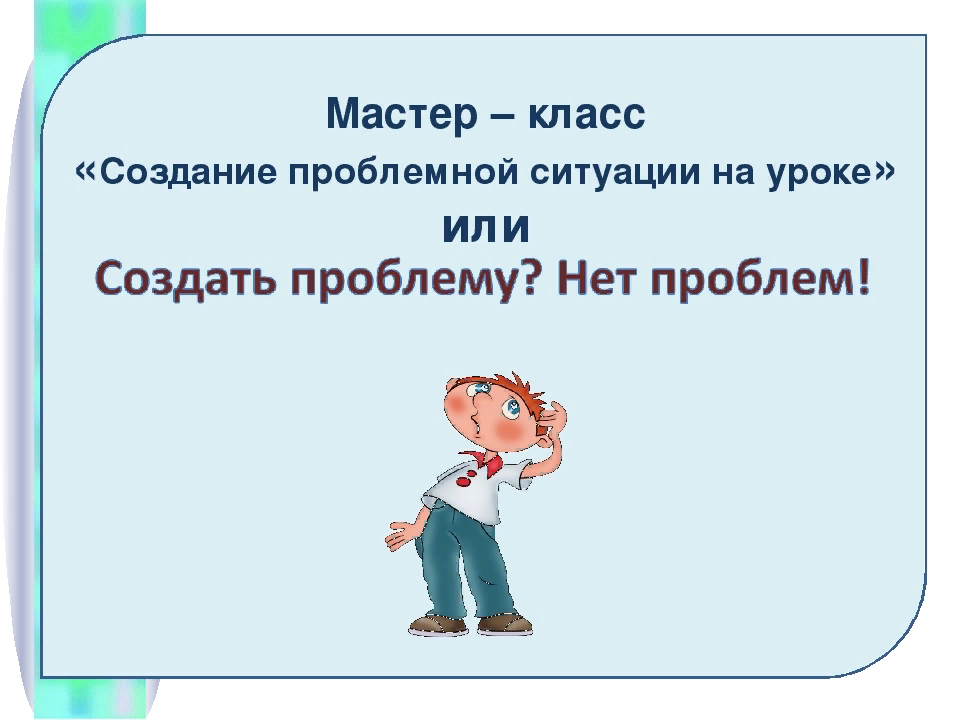 Мастер – класс
«Создание проблемной ситуации на уроке»
или
Создать проблему? Нет проблем!